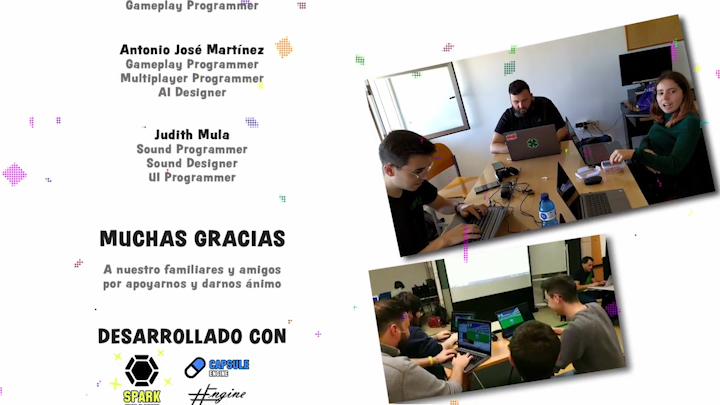 Gameplay Programmer
Antonio José Martínez
Gameplay Programmer
Multiplayer Programmer
AI Designer
Judith Mula
Sound Programmer
Sound Designer
UI Programmer
MUCHAS GRACIAS
A nuestro familiares y amigos
por apoyarnos y darnos ánimo
DESARROLLADO CON
CAPSULE
ENGINE
SPARK
#Engine